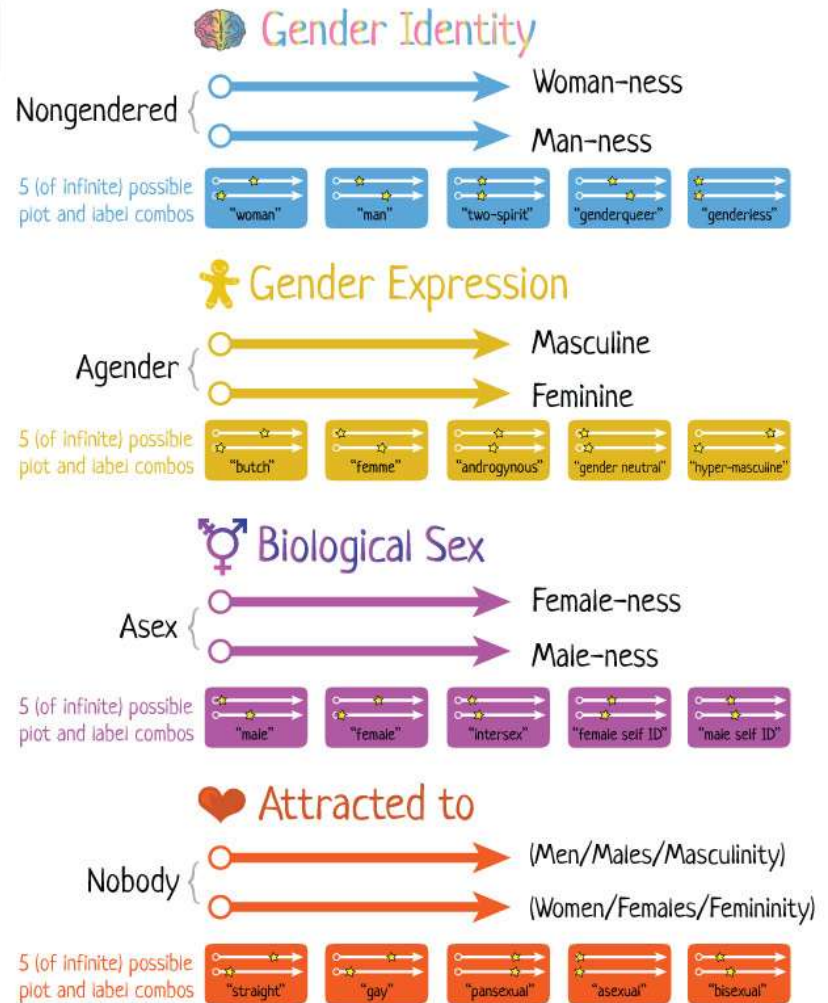 Gender Identity
Nongendered
Woman-ness
Man-ness
5 (of infinite) possible
plot and label combos
"woman"
"man"
"two-spirit"
"genderqueer"
"genderless"
Gender Expression
Agender
Masculine
Feminine
5 (of infinite) possible
plot and label combos
"butch"
"femme"
"androgynous"
"gender neutral"
"hyper-masculine"
Biological Sex
Asex
Female-ness
Male-ness
5 (of infinite) possible
plot and label combos
"male"
"female"
"intersex"
"female self ID"
"male self ID"
Attracted to
Nobody
(Men/Males/Masculinity)
(Women/Females/Femininity)
5 (of infinite) possible
plot and label combos
"straight"
"gay"
"pansexual"
"asexual"
"bisexual"